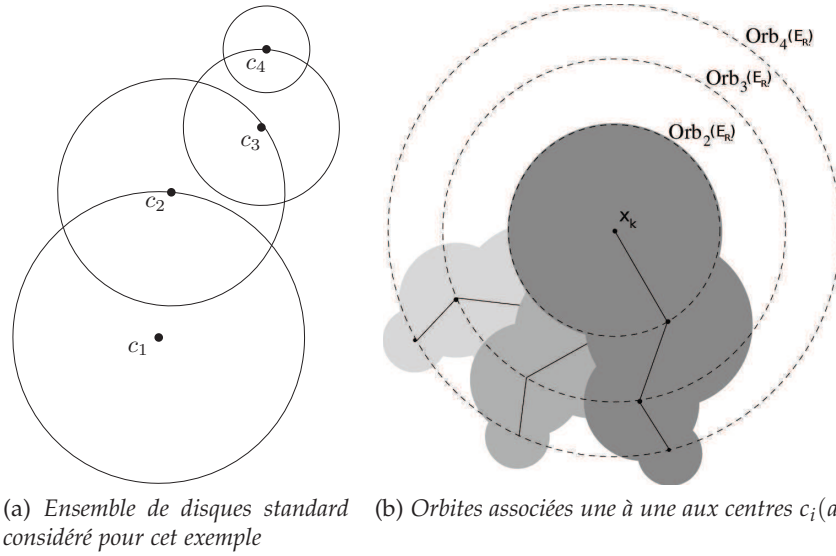 c4
c3
c2
c1
Orb4(ER)
Orb3(ER)
Orb2(ER)
xk
(a) Ensemble de disques standard
considéré pour cet exemple
(b) Orbites associées une à une aux centres ci(a